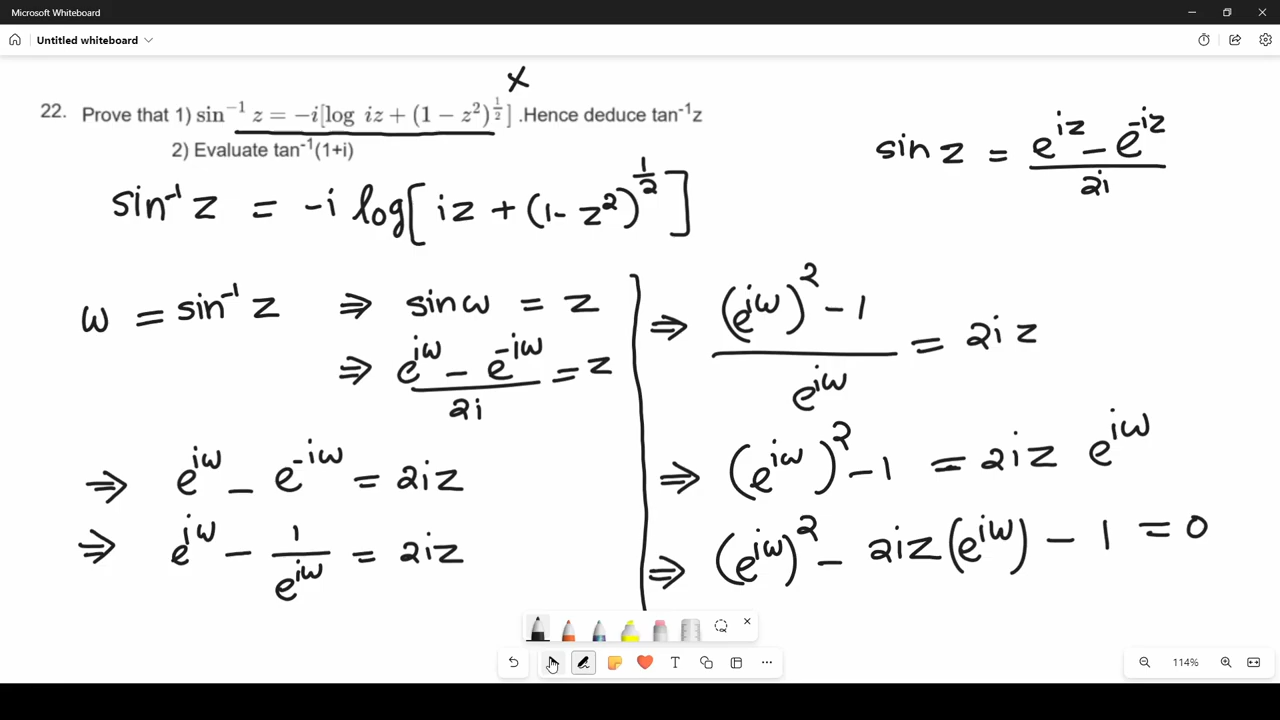 Microsoft Whiteboard
Untitled whiteboard
x
22. Prove that 1) sin⁻¹ z = −i[log iz + (1 − z²)^½] .Hence deduce tan⁻¹z
2) Evaluate tan⁻¹(1+i)
sin z = (e^{iz} − e^{−iz}) / 2i
sin⁻¹ z = −i log[ iz + (1 − z²)^{1/2} ]
ω = sin⁻¹ z ⇒ sin ω = z
⇒ (e^{iω} − e^{−iω}) / 2i = z
⇒ e^{iω} − e^{−iω} = 2iz
⇒ e^{iω} − 1/e^{iω} = 2iz
⇒ ((e^{iω})² − 1) / e^{iω} = 2iz
⇒ (e^{iω})² − 1 = 2iz e^{iω}
⇒ (e^{iω})² − 2iz(e^{iω}) − 1 = 0
T
114%